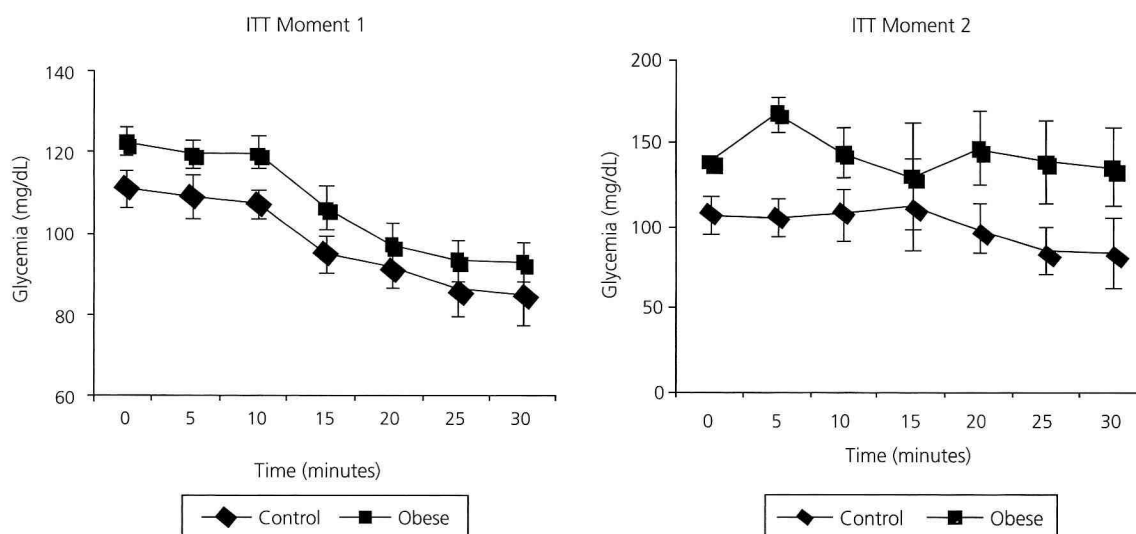 ITT Moment 1
140
120
100
80
60
Glycemia (mg/dL)
0 5 10 15 20 25 30
Time (minutes)
Control Obese
ITT Moment 2
200
150
100
50
0
Glycemia (mg/dL)
0 5 10 15 20 25 30
Time (minutes)
Control Obese